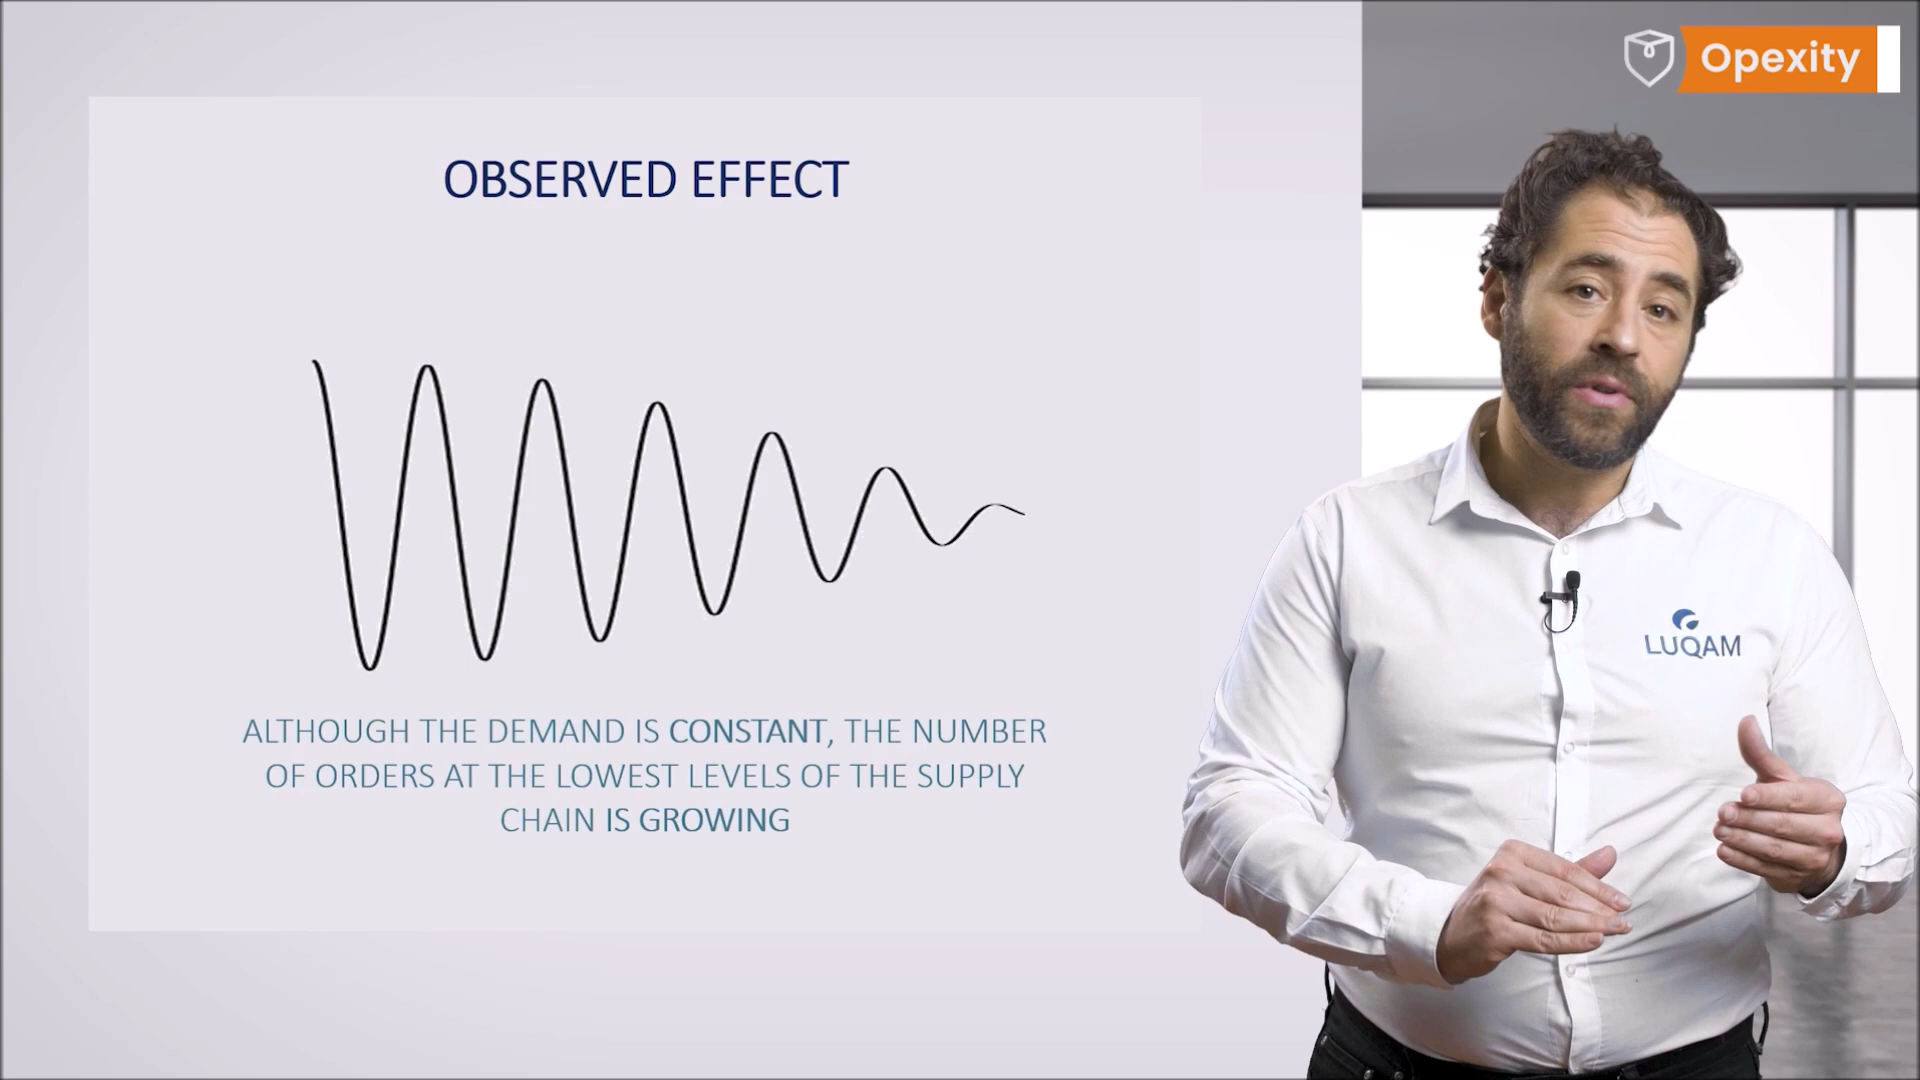 Opexity
OBSERVED EFFECT
ALTHOUGH THE DEMAND IS CONSTANT, THE NUMBER
OF ORDERS AT THE LOWEST LEVELS OF THE SUPPLY
CHAIN IS GROWING
LUQAM